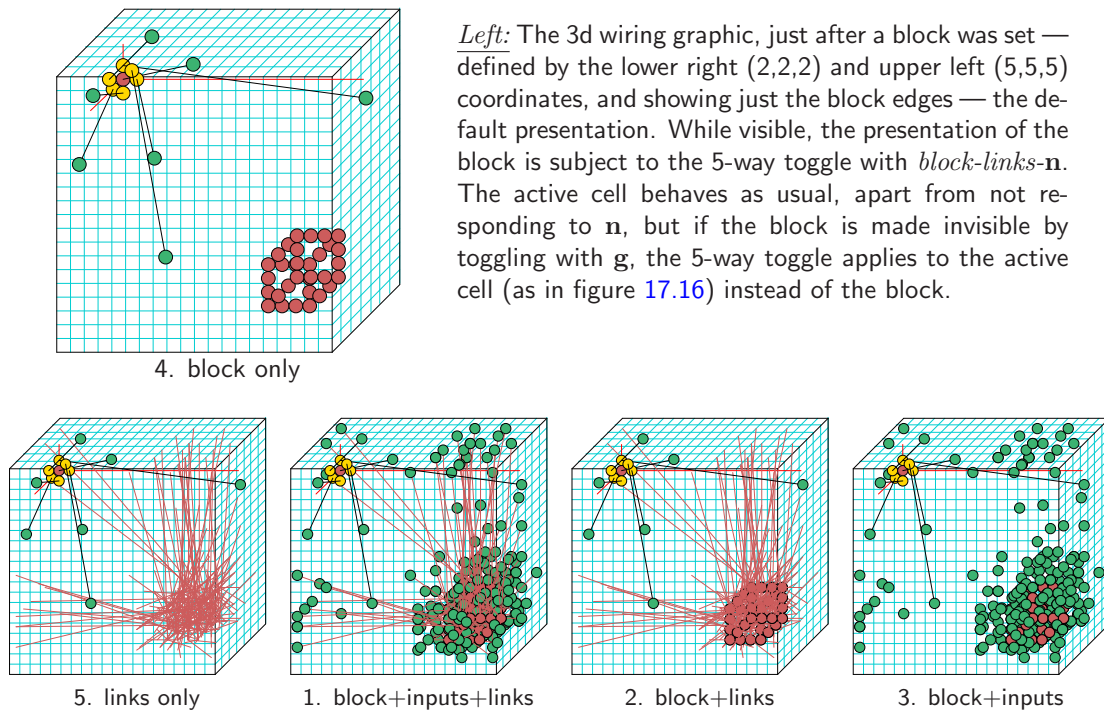 Left: The 3d wiring graphic, just after a block was set —
defined by the lower right (2,2,2) and upper left (5,5,5)
coordinates, and showing just the block edges — the de-
fault presentation. While visible, the presentation of the
block is subject to the 5-way toggle with block-links-n.
The active cell behaves as usual, apart from not re-
sponding to n, but if the block is made invisible by
toggling with g, the 5-way toggle applies to the active
cell (as in figure 17.16) instead of the block.
4. block only
5. links only
1. block+inputs+links
2. block+links
3. block+inputs